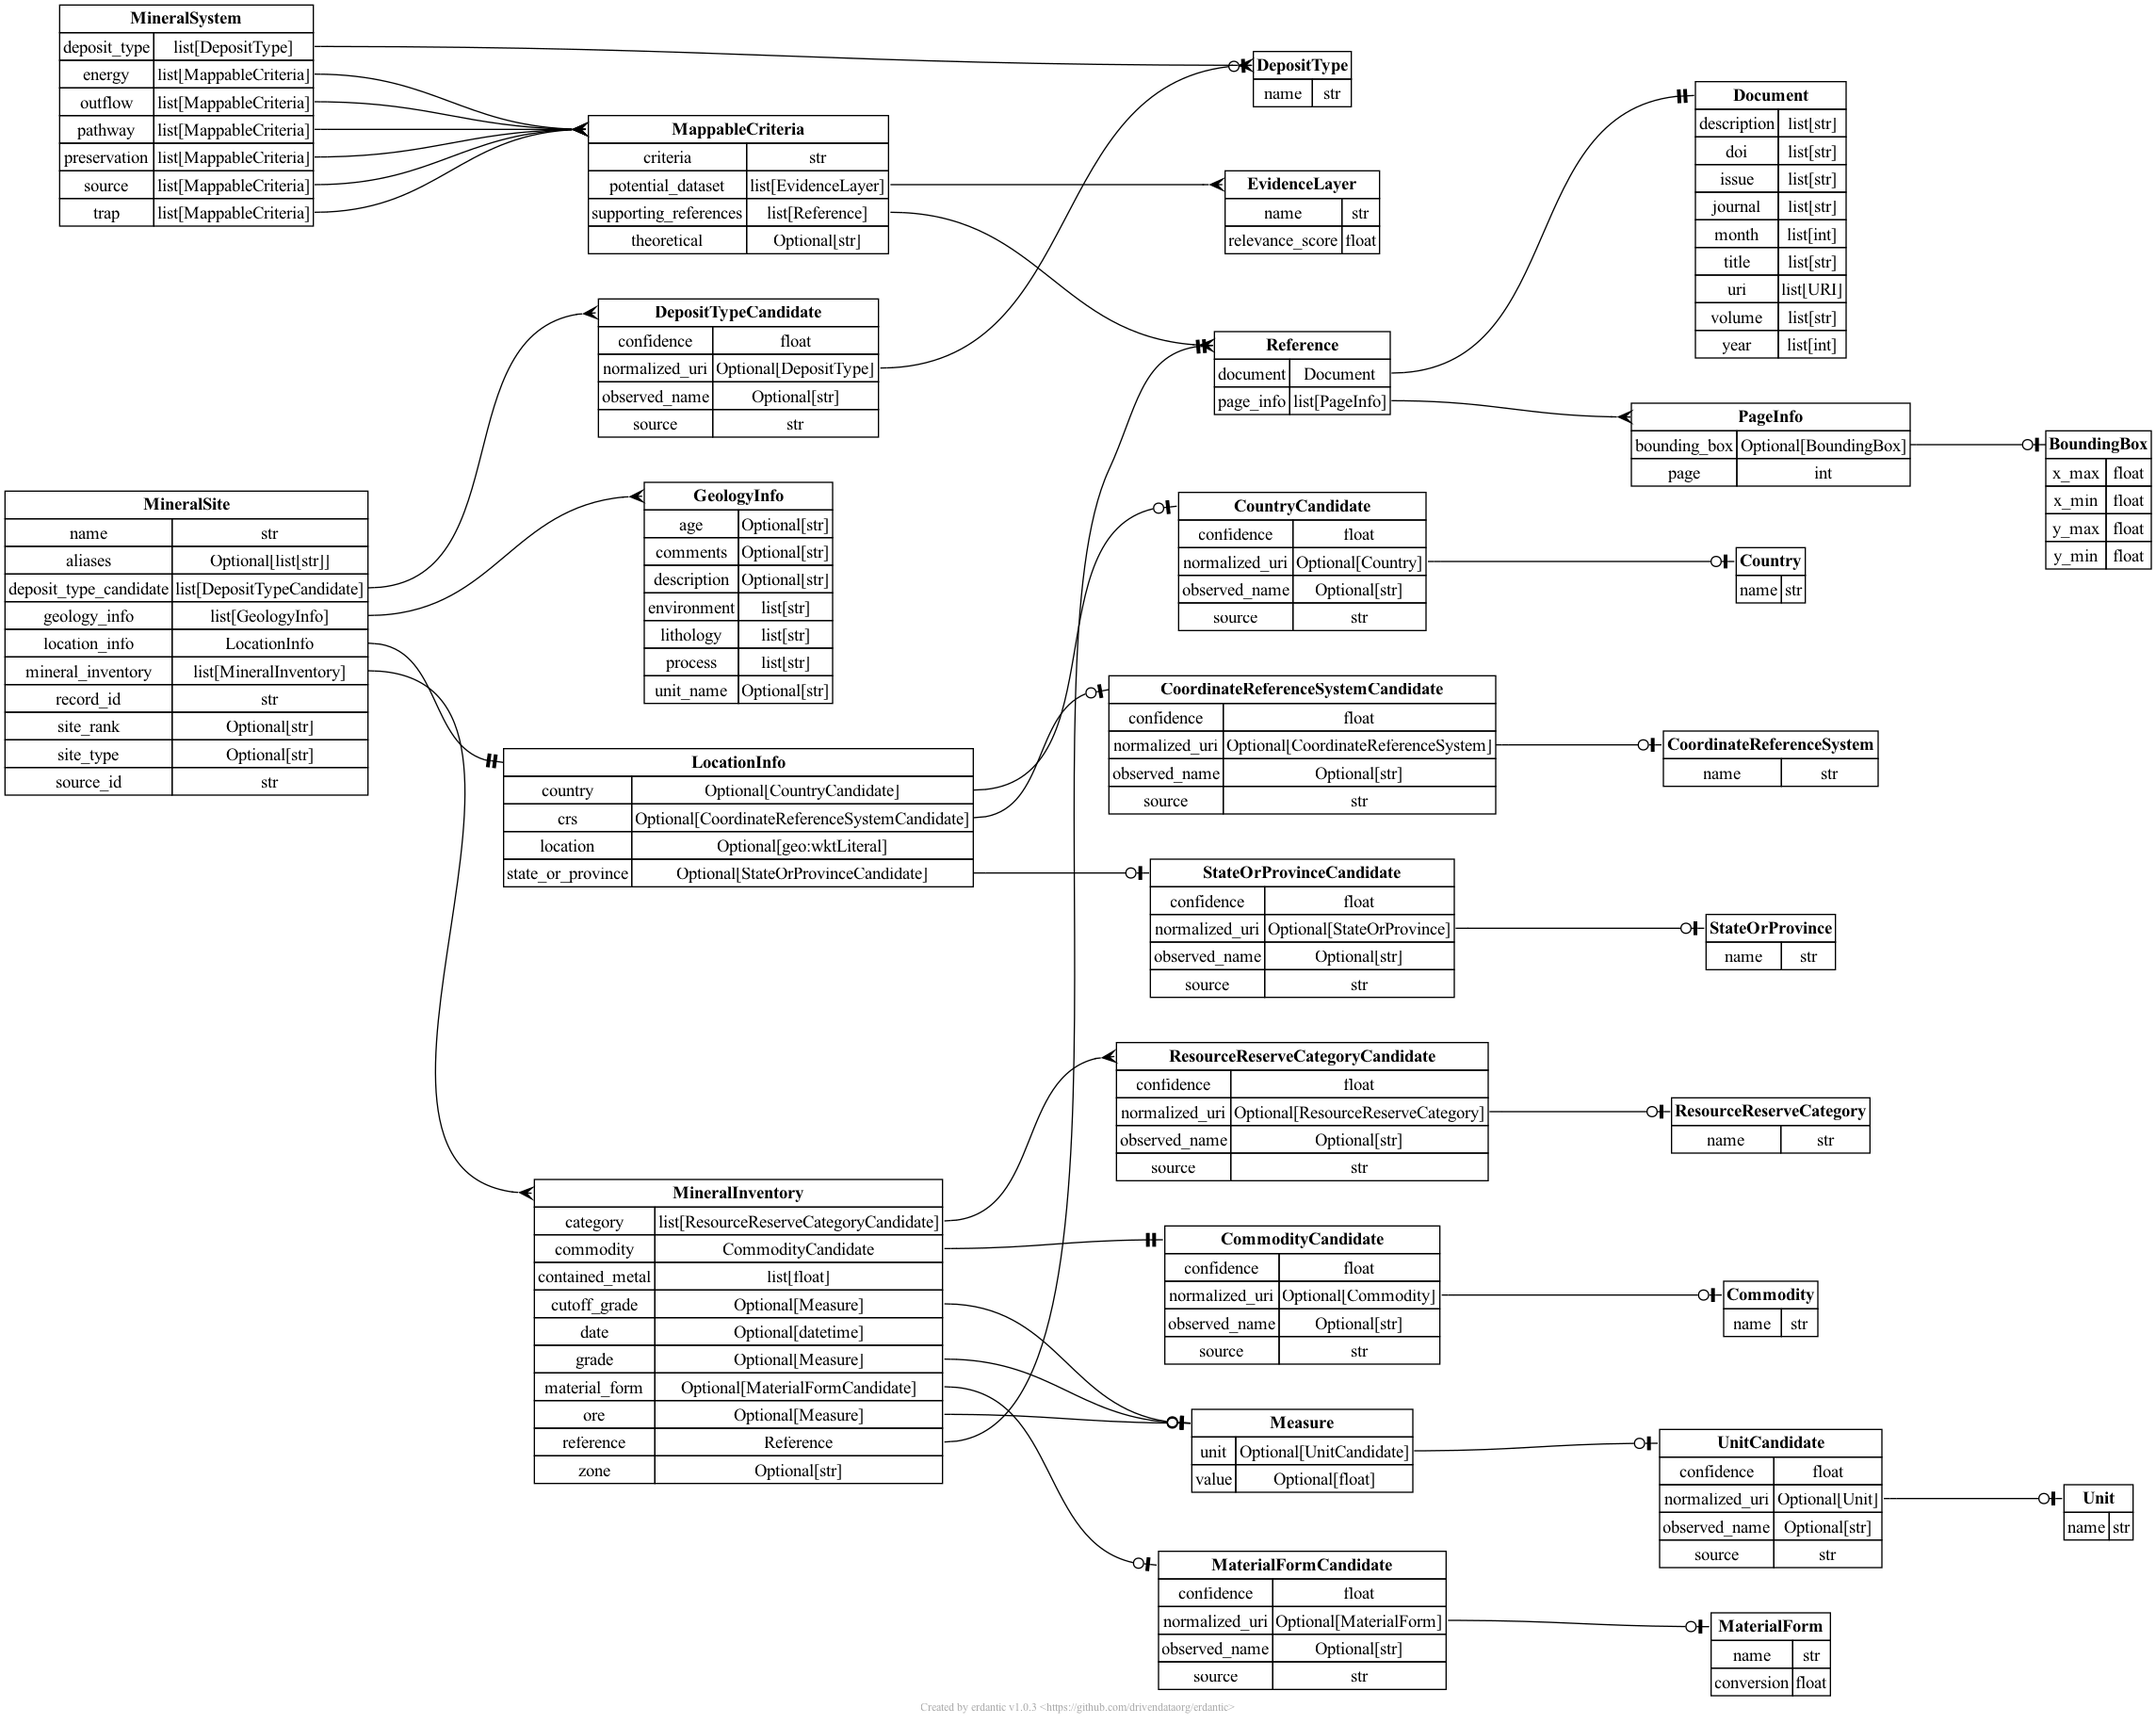 MineralSystem
deposit_type list[DepositType]
energy list[MappableCriteria]
outflow list[MappableCriteria]
pathway list[MappableCriteria]
preservation list[MappableCriteria]
source list[MappableCriteria]
trap list[MappableCriteria]
MappableCriteria
criteria str
potential_dataset list[EvidenceLayer]
supporting_references list[Reference]
theoretical Optional[str]
DepositType
name str
EvidenceLayer
name str
relevance_score float
Document
description list[str]
doi list[str]
issue list[str]
journal list[str]
month list[int]
title list[str]
uri list[URI]
volume list[str]
year list[int]
DepositTypeCandidate
confidence float
normalized_uri Optional[DepositType]
observed_name Optional[str]
source str
Reference
document Document
page_info list[PageInfo]
PageInfo
bounding_box Optional[BoundingBox]
page int
BoundingBox
x_max float
x_min float
y_max float
y_min float
MineralSite
name str
aliases Optional[list[str]]
deposit_type_candidate list[DepositTypeCandidate]
geology_info list[GeologyInfo]
location_info LocationInfo
mineral_inventory list[MineralInventory]
record_id str
site_rank Optional[str]
site_type Optional[str]
source_id str
GeologyInfo
age Optional[str]
comments Optional[str]
description Optional[str]
environment list[str]
lithology list[str]
process list[str]
unit_name Optional[str]
CountryCandidate
confidence float
normalized_uri Optional[Country]
observed_name Optional[str]
source str
Country
name str
LocationInfo
country Optional[CountryCandidate]
crs Optional[CoordinateReferenceSystemCandidate]
location Optional[geo:wktLiteral]
state_or_province Optional[StateOrProvinceCandidate]
CoordinateReferenceSystemCandidate
confidence float
normalized_uri Optional[CoordinateReferenceSystem]
observed_name Optional[str]
source str
CoordinateReferenceSystem
name str
StateOrProvinceCandidate
confidence float
normalized_uri Optional[StateOrProvince]
observed_name Optional[str]
source str
StateOrProvince
name str
ResourceReserveCategoryCandidate
confidence float
normalized_uri Optional[ResourceReserveCategory]
observed_name Optional[str]
source str
ResourceReserveCategory
name str
MineralInventory
category list[ResourceReserveCategoryCandidate]
commodity CommodityCandidate
contained_metal list[float]
cutoff_grade Optional[Measure]
date Optional[datetime]
grade Optional[Measure]
material_form Optional[MaterialFormCandidate]
ore Optional[Measure]
reference Reference
zone Optional[str]
CommodityCandidate
confidence float
normalized_uri Optional[Commodity]
observed_name Optional[str]
source str
Commodity
name str
Measure
unit Optional[UnitCandidate]
value Optional[float]
UnitCandidate
confidence float
normalized_uri Optional[Unit]
observed_name Optional[str]
source str
Unit
name str
MaterialFormCandidate
confidence float
normalized_uri Optional[MaterialForm]
observed_name Optional[str]
source str
MaterialForm
name str
conversion float
Created by erdantic v1.0.3 <https://github.com/drivendataorg/erdantic>